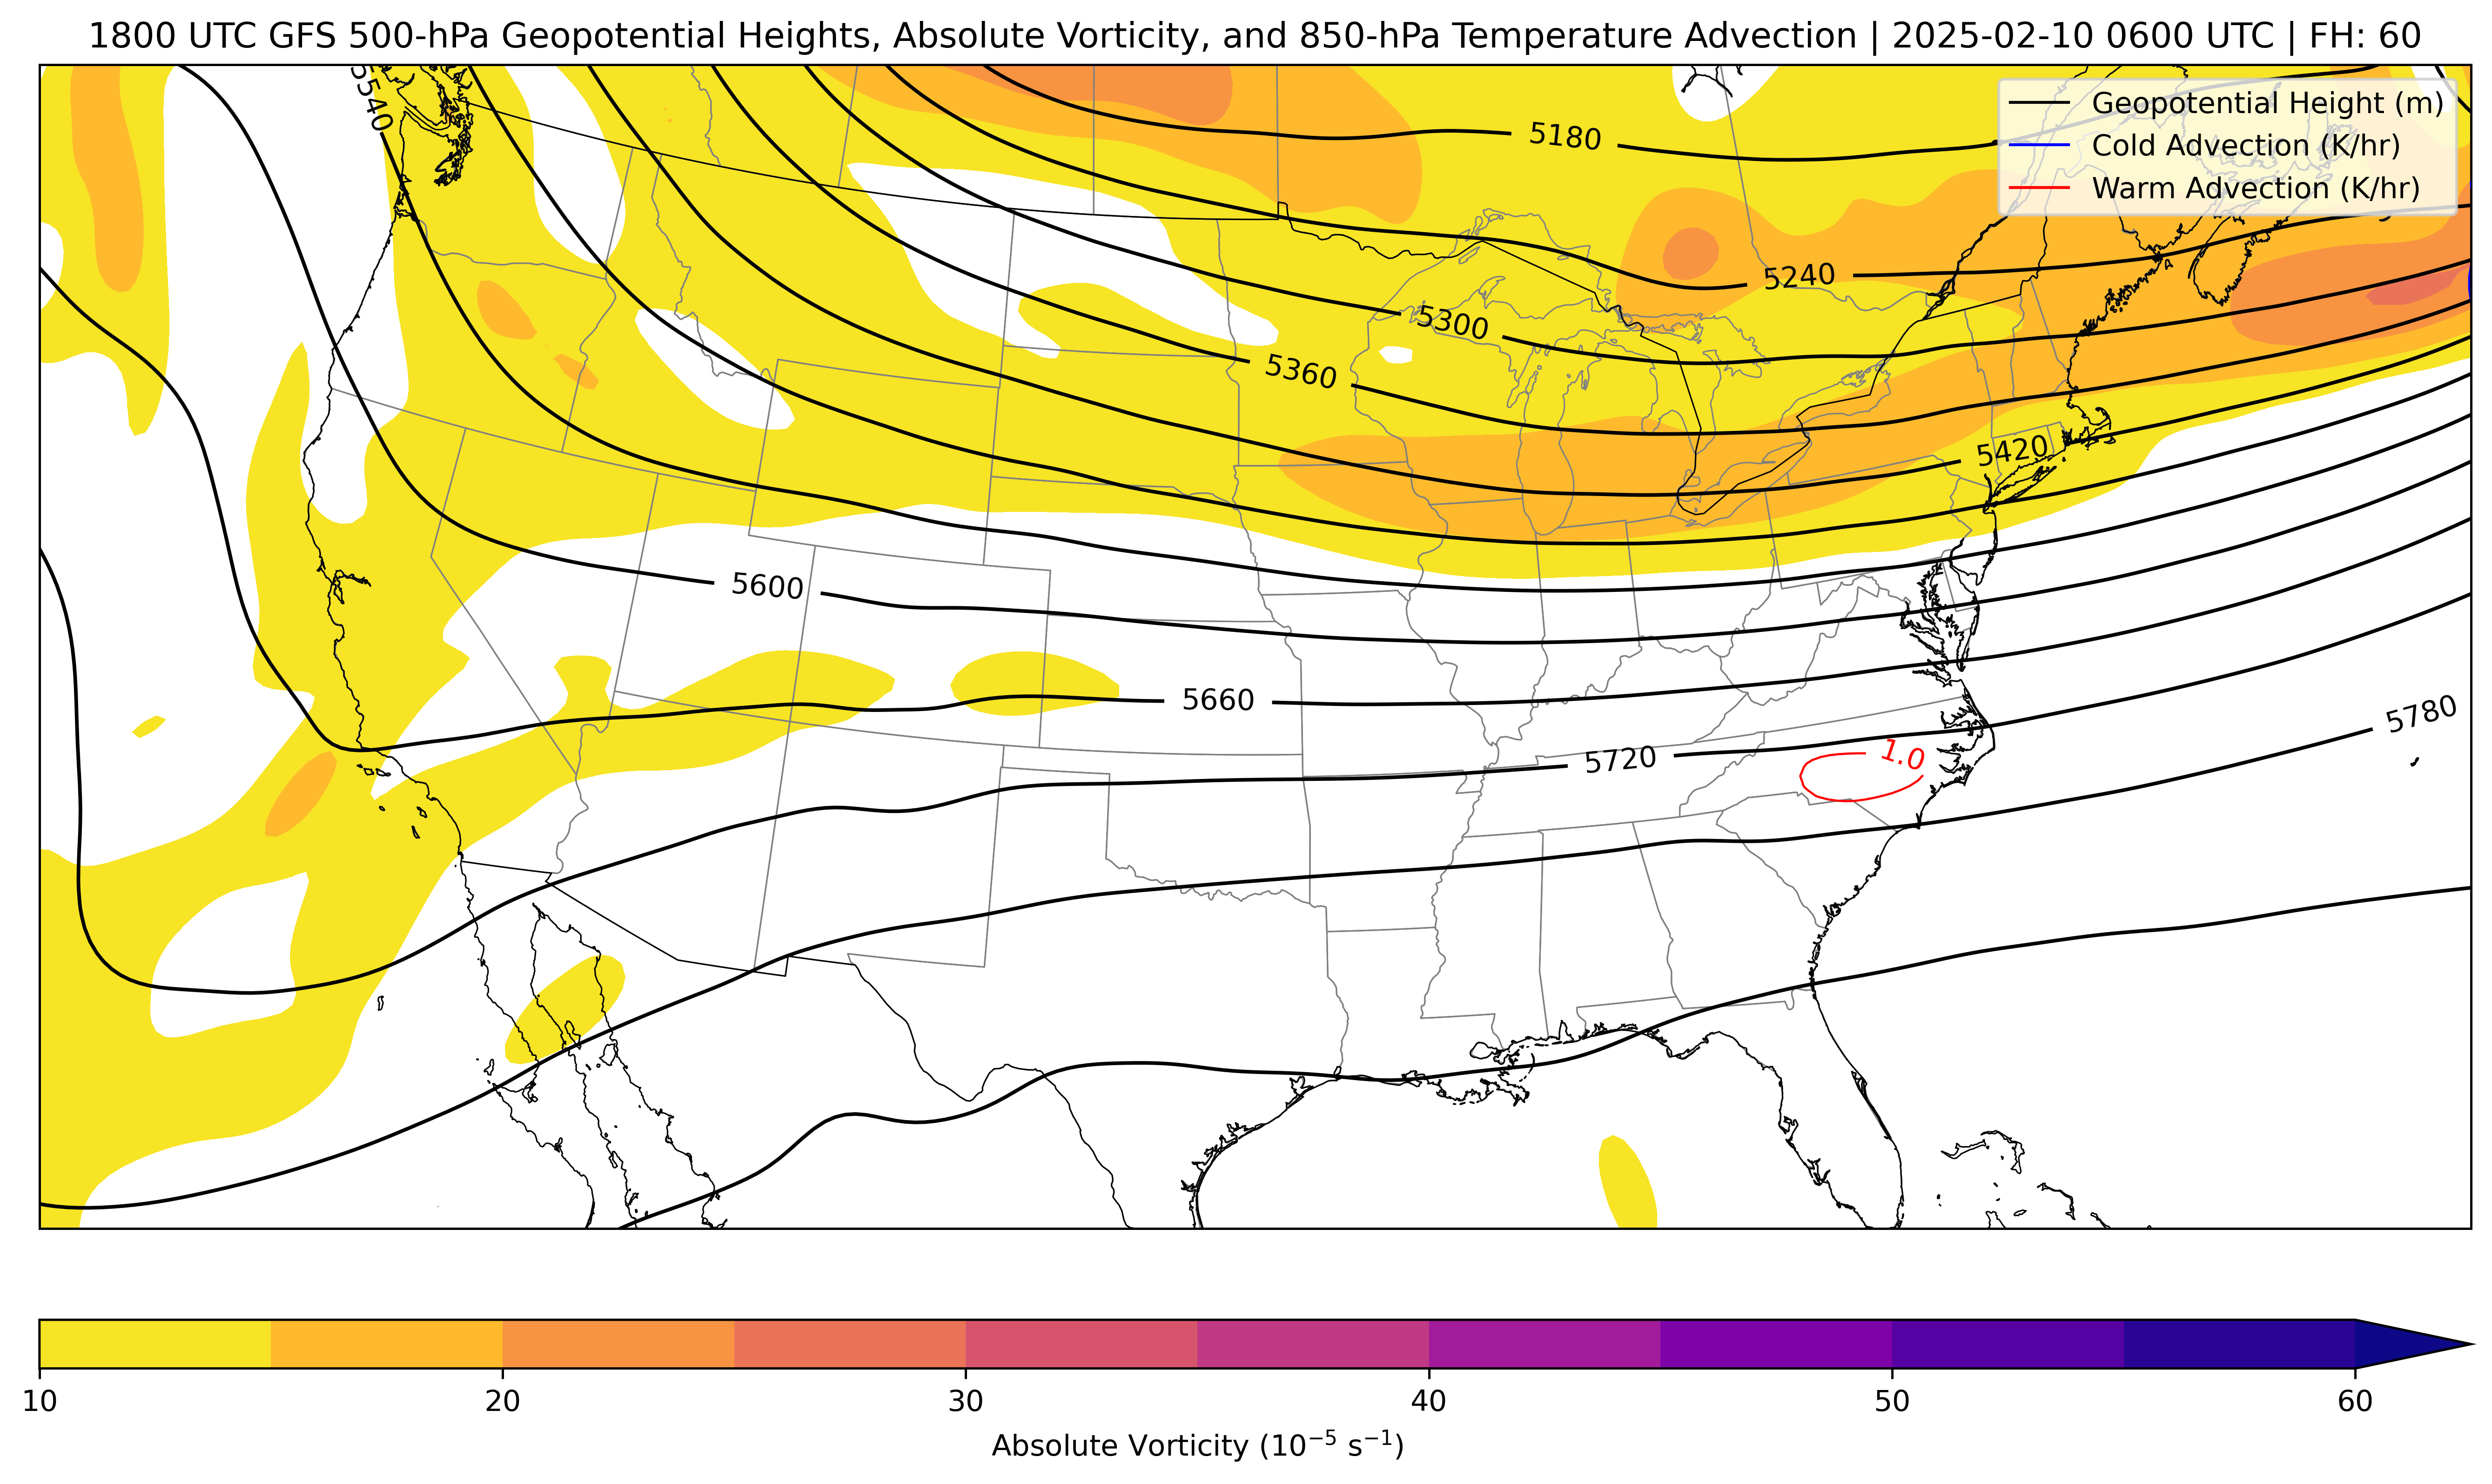 1800 UTC GFS 500-hPa Geopotential Heights, Absolute Vorticity, and 850-hPa Temperature Advection | 2025-02-10 0600 UTC | FH: 60
5540
Geopotential Height (m)
Cold Advection (K/hr)
Warm Advection (K/hr)
5180
5240
5300
5360
5420
5600
5660
5720
1.0
5780
10 20 30 40 50 60
Absolute Vorticity (10⁻⁵ s⁻¹)